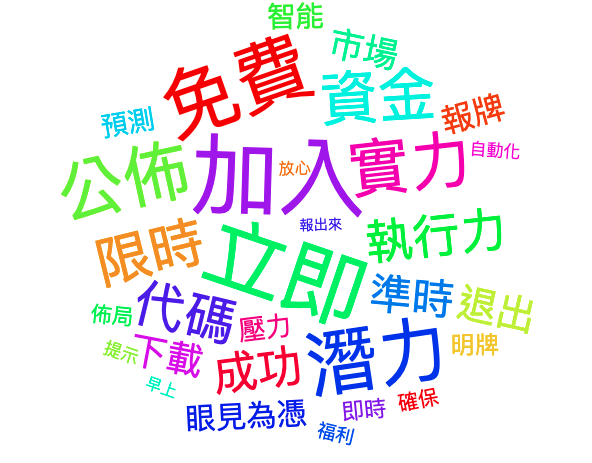 智能
市場
免費
資金
預測
報牌
自動化
公佈
加入
放心
實力
報出來
限時
立即
執行力
代碼
準時
退出
佈局
壓力
潛力
提示
下載
成功
明牌
早上
眼見為憑
即時
確保
福利